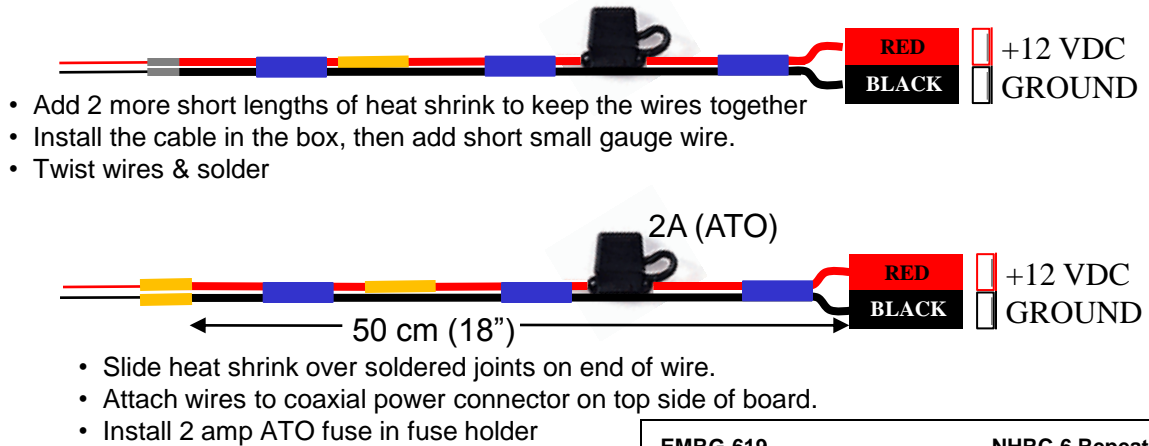 RED +12 VDC
BLACK GROUND
• Add 2 more short lengths of heat shrink to keep the wires together
• Install the cable in the box, then add short small gauge wire.
• Twist wires & solder
2A (ATO)
RED +12 VDC
BLACK GROUND
50 cm (18”)
• Slide heat shrink over soldered joints on end of wire.
• Attach wires to coaxial power connector on top side of board.
• Install 2 amp ATO fuse in fuse holder